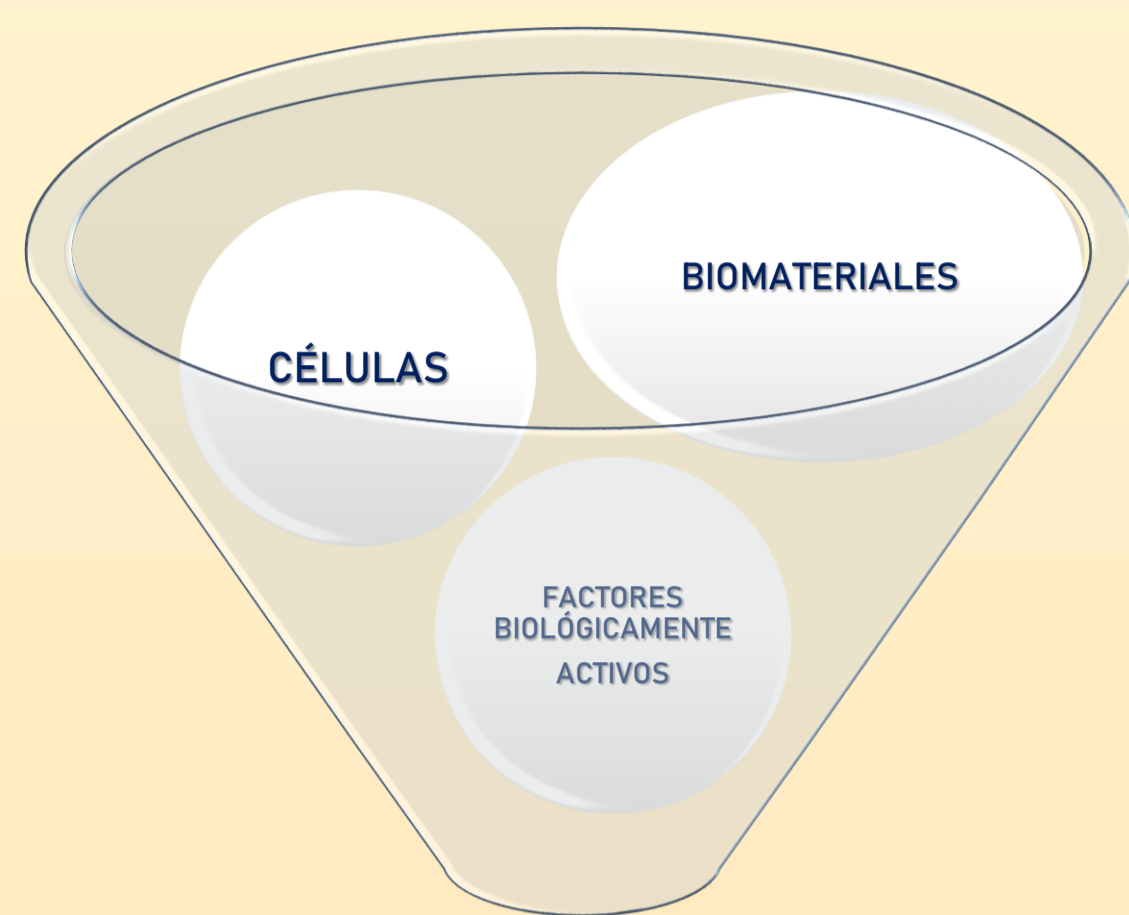 BIOMATERIALES
CÉLULAS
FACTORES
BIOLÓGICAMENTE
ACTIVOS